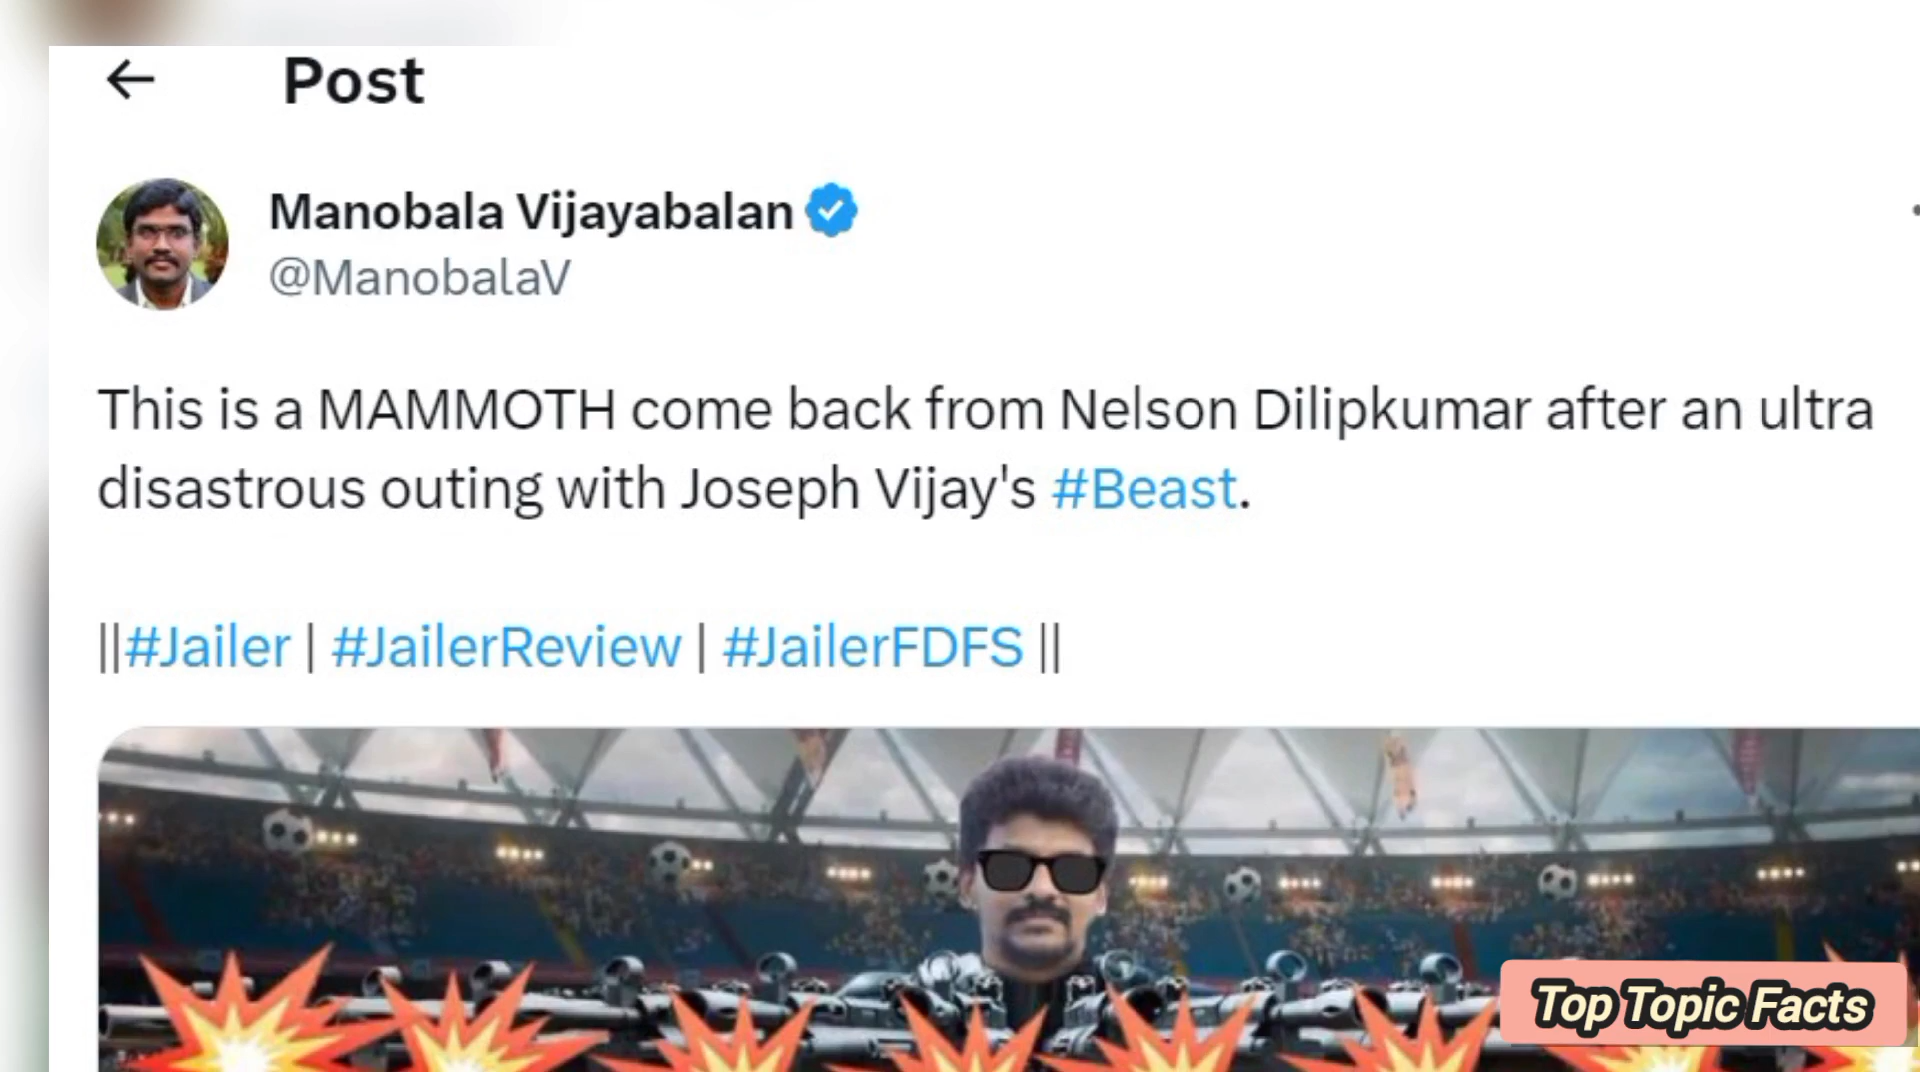 Post
Manobala Vijayabalan
@ManobalaV
This is a MAMMOTH come back from Nelson Dilipkumar after an ultra
disastrous outing with Joseph Vijay's #Beast.
||#Jailer | #JailerReview | #JailerFDFS ||
Top Topic Facts